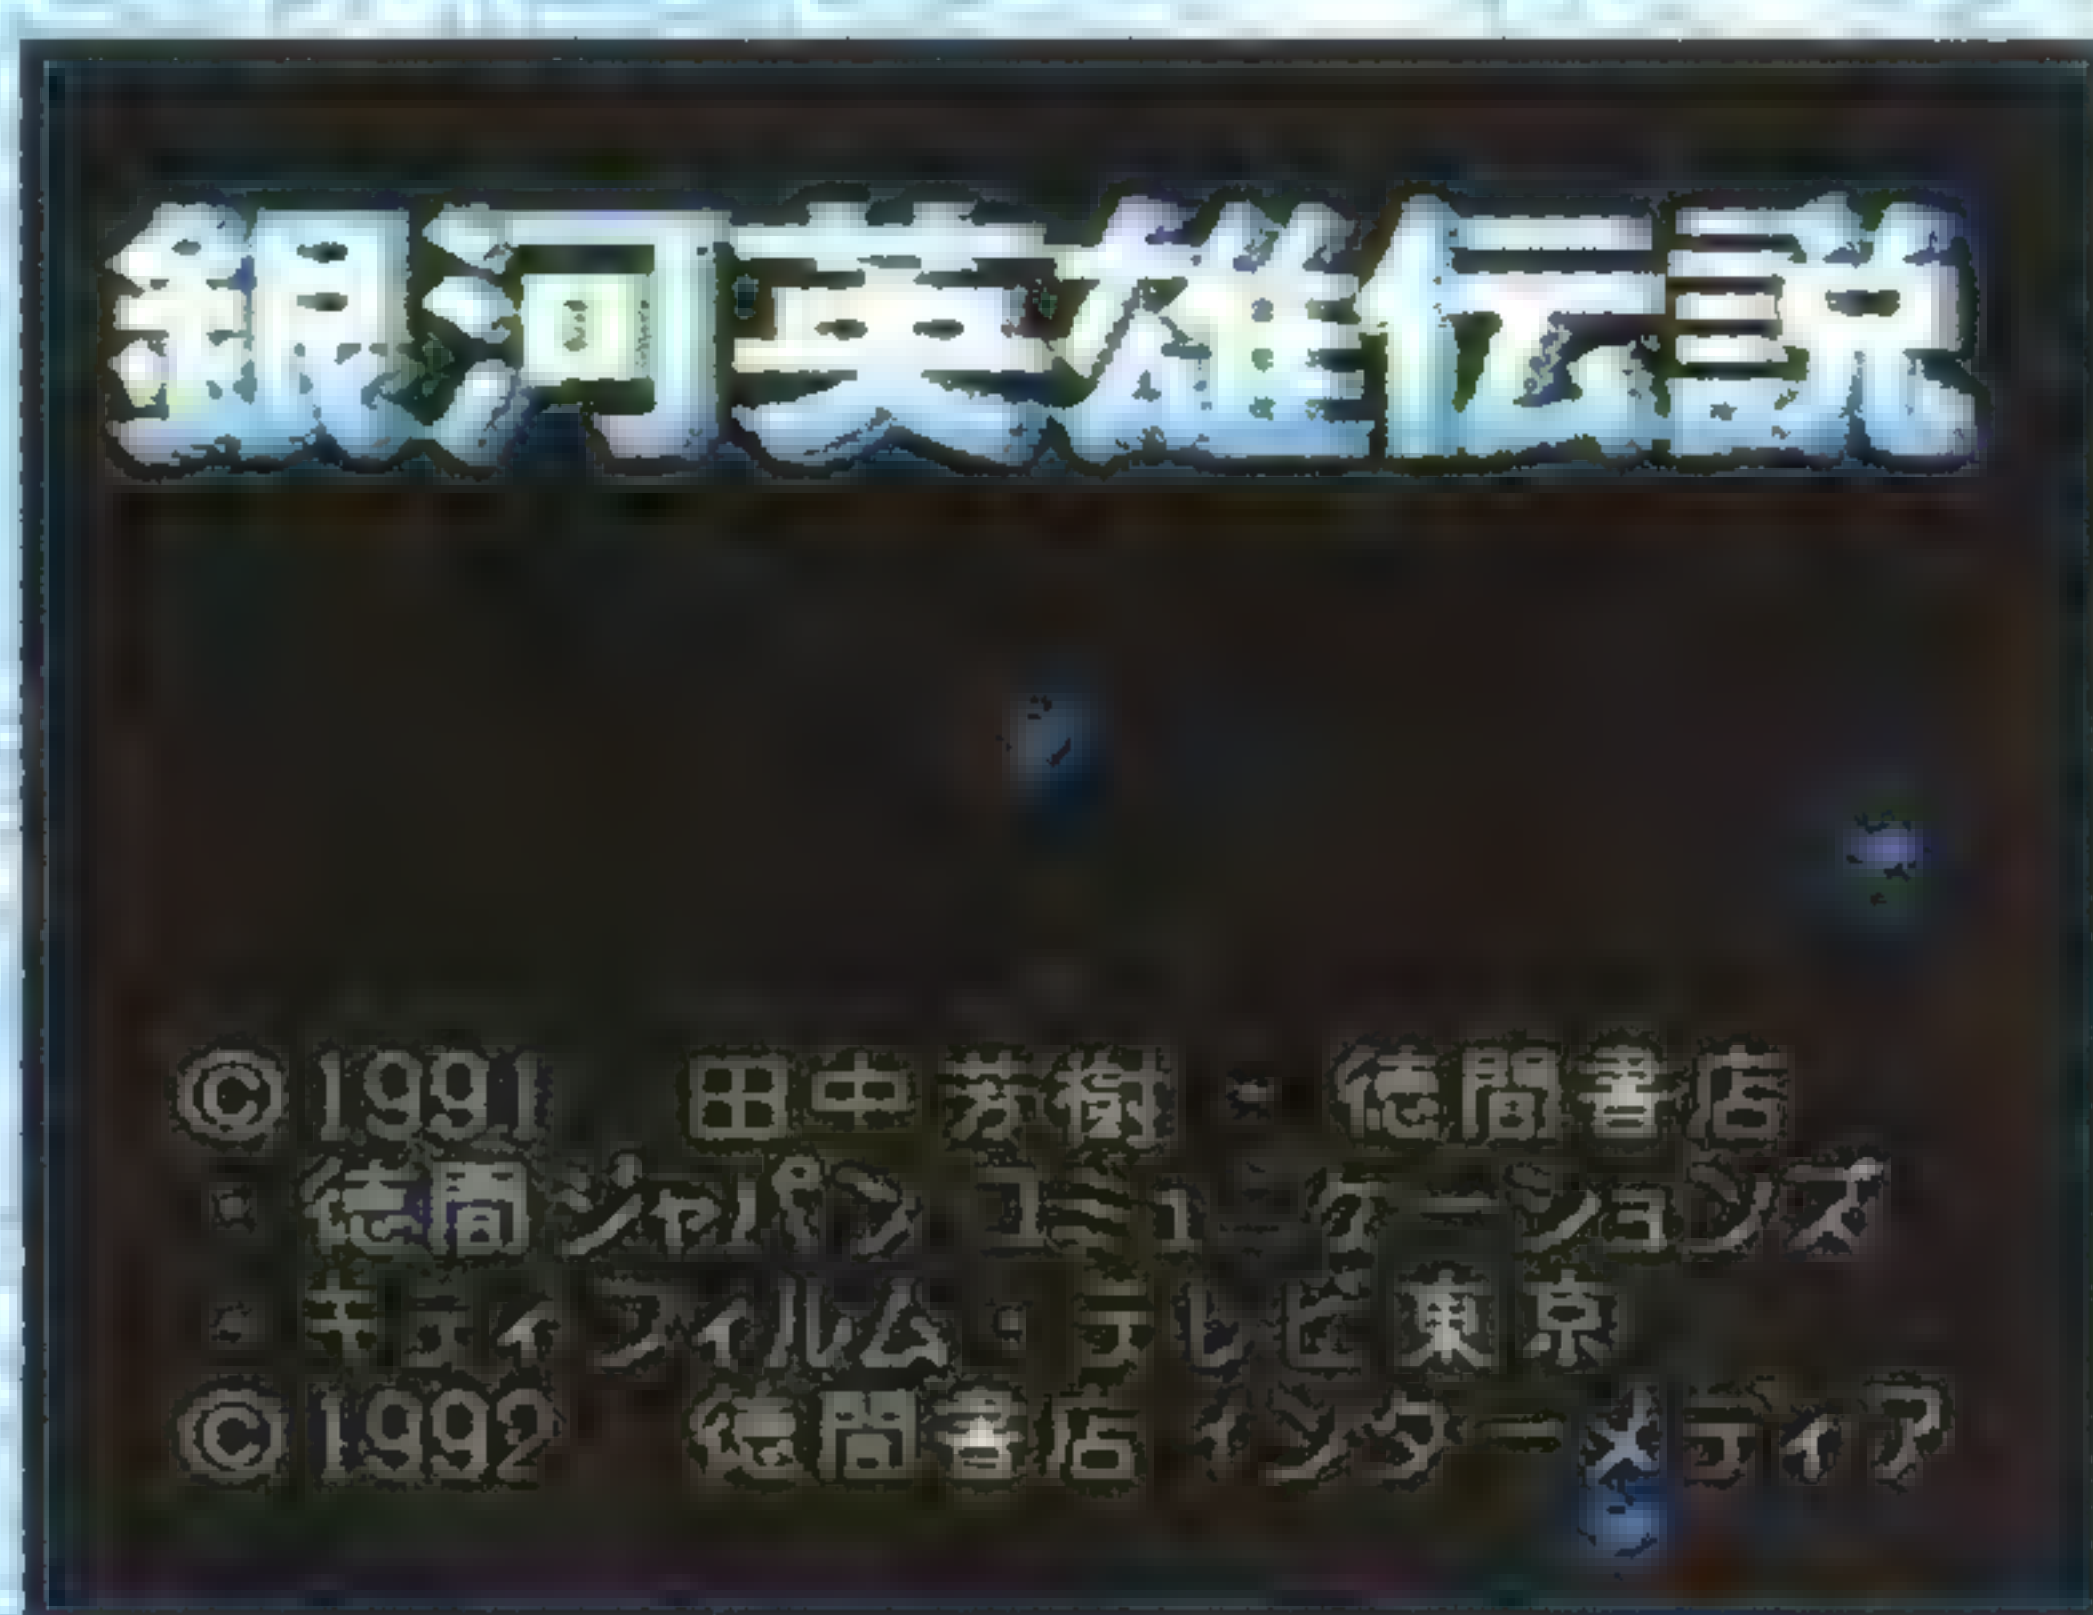 銀河英雄伝説
©1991 田中芳樹・徳間書店
・徳間ジャパンコミュニケーションズ
・キティフィルム・テレビ東京
©1992 徳間書店インターメディア